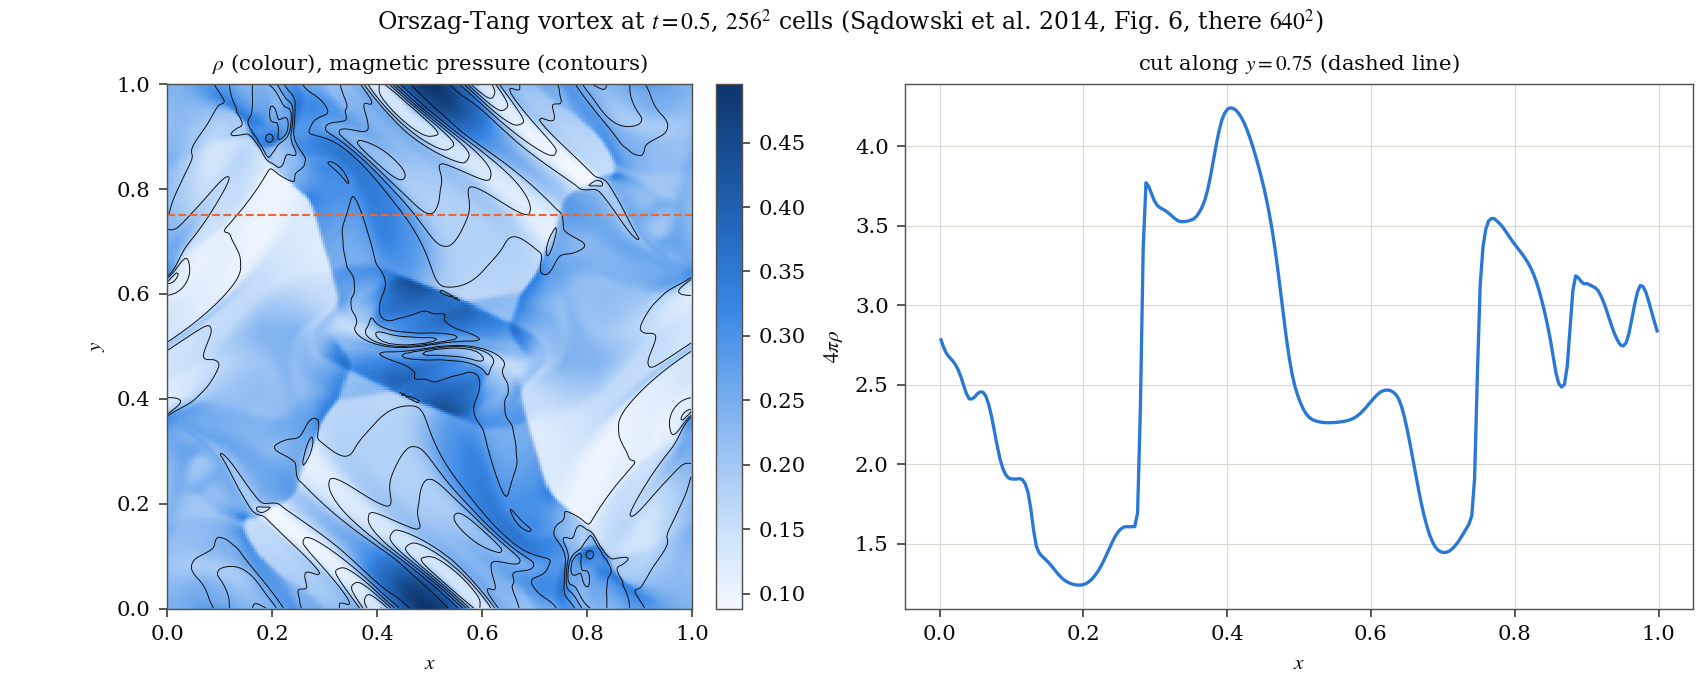 Orszag-Tang vortex at t = 0.5, 256² cells (Sądowski et al. 2014, Fig. 6, there 640²)
ρ (colour), magnetic pressure (contours)
1.0
0.8
0.6
0.4
0.2
0.0
y
0.0 0.2 0.4 0.6 0.8 1.0
x
0.45
0.40
0.35
0.30
0.25
0.20
0.15
0.10
cut along y = 0.75 (dashed line)
4πρ
4.0
3.5
3.0
2.5
2.0
1.5
0.0 0.2 0.4 0.6 0.8 1.0
x